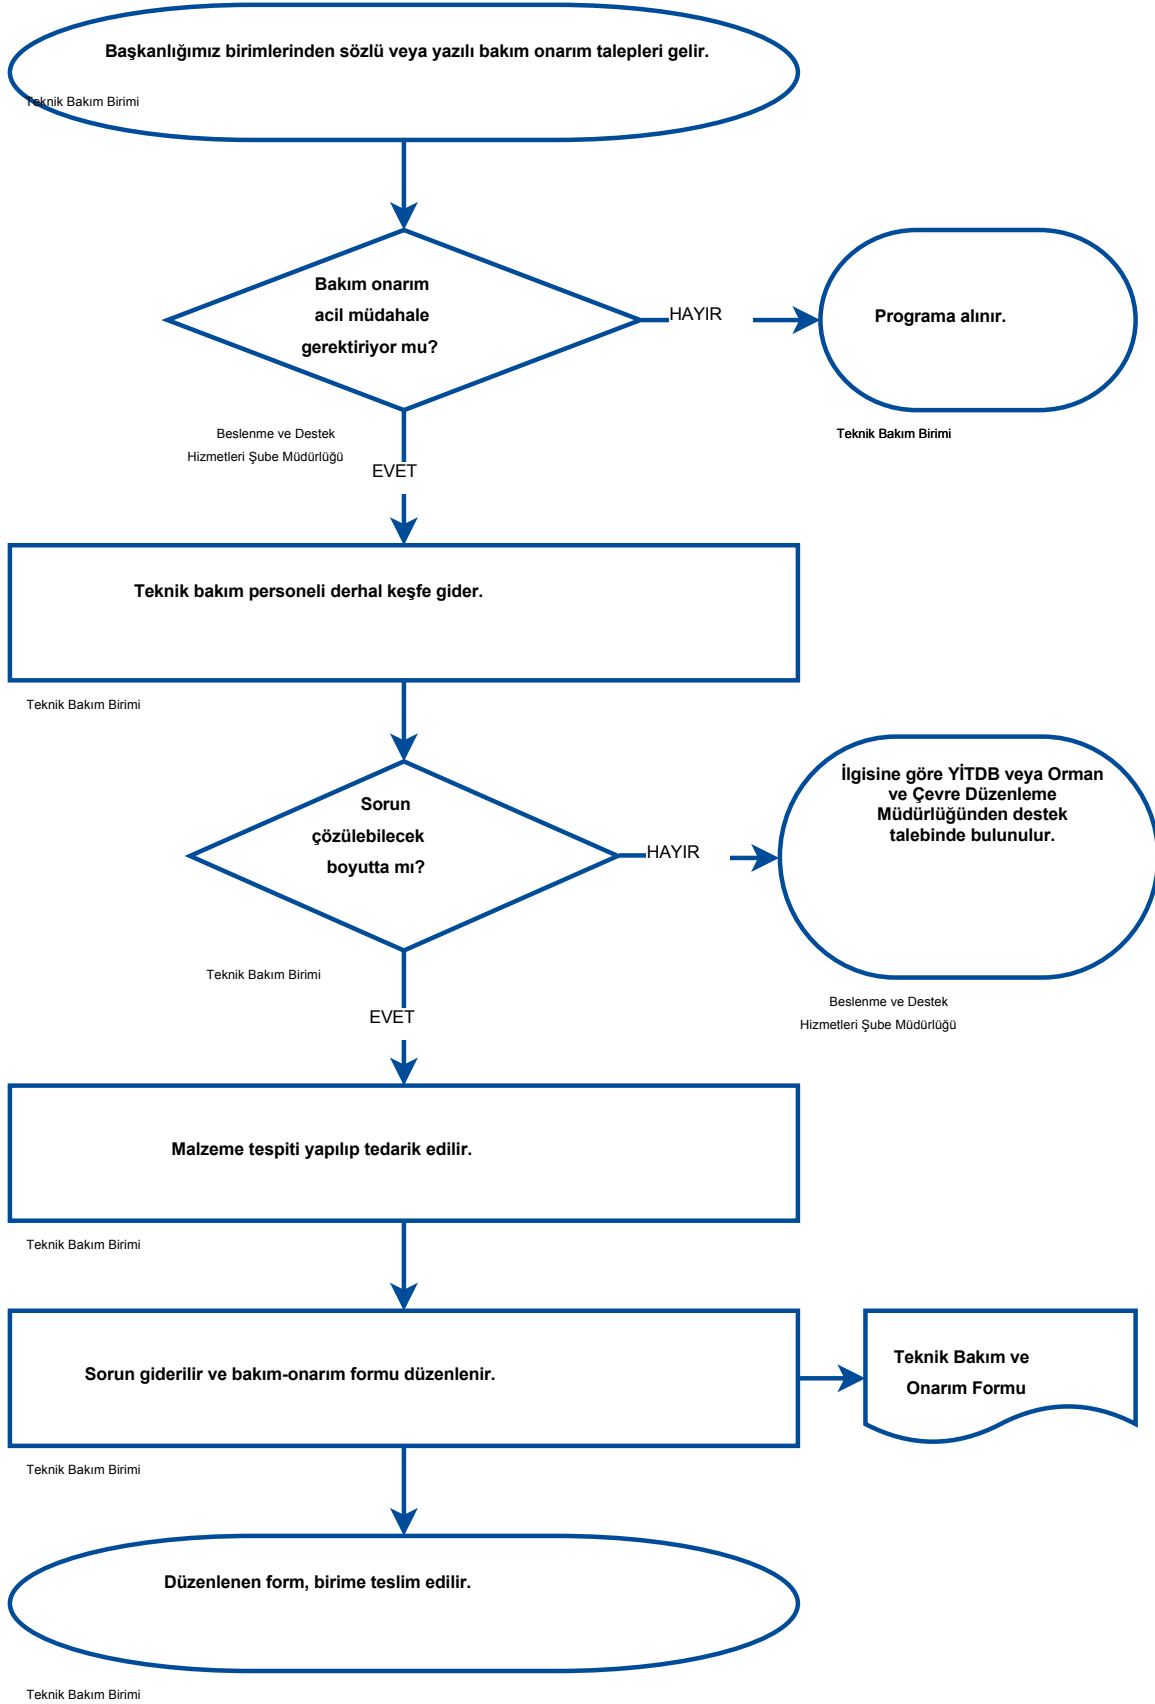 Başkanlığımız birimlerinden sözlü veya yazılı bakım onarım talepleri gelir.
Teknik Bakım Birimi
Bakım onarım
acil müdahale
gerektiriyor mu?
HAYIR
Programa alınır.
Beslenme ve Destek
Hizmetleri Şube Müdürlüğü
Teknik Bakım Birimi
EVET
Teknik bakım personeli derhal keşfe gider.
Teknik Bakım Birimi
Sorun
çözülebilecek
boyutta mı?
HAYIR
İlgisine göre YİTDB veya Orman
ve Çevre Düzenleme
Müdürlüğünden destek
talebinde bulunulur.
Teknik Bakım Birimi
Beslenme ve Destek
Hizmetleri Şube Müdürlüğü
EVET
Malzeme tespiti yapılıp tedarik edilir.
Teknik Bakım Birimi
Sorun giderilir ve bakım-onarım formu düzenlenir.
Teknik Bakım ve
Onarım Formu
Teknik Bakım Birimi
Düzenlenen form, birime teslim edilir.
Teknik Bakım Birimi